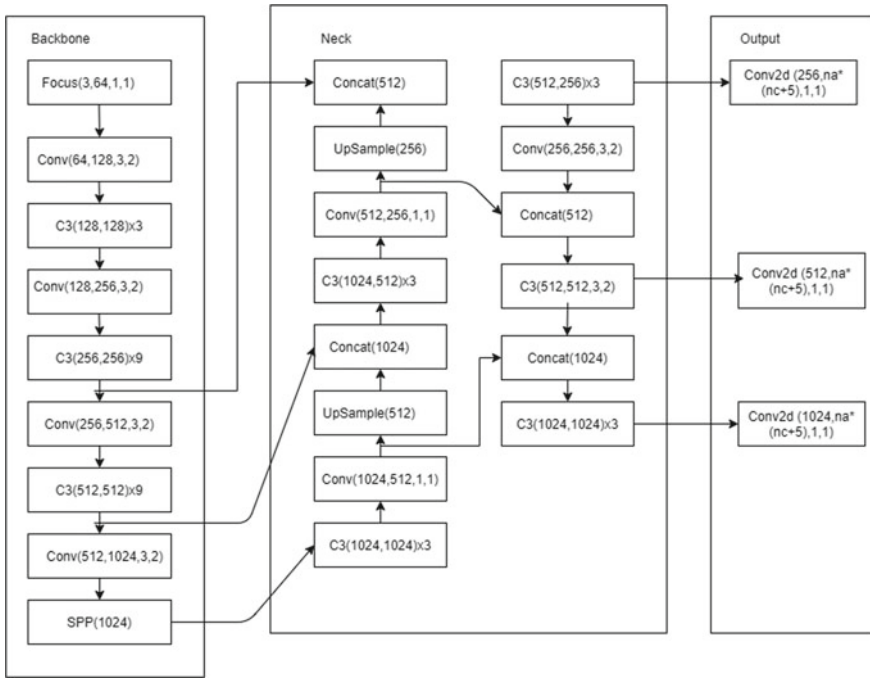 Backbone
Focus(3,64,1,1)
Conv(64,128,3,2)
C3(128,128)x3
Conv(128,256,3,2)
C3(256,256)x9
Conv(256,512,3,2)
C3(512,512)x9
Conv(512,1024,3,2)
SPP(1024)
Neck
Concat(512)
UpSample(256)
Conv(512,256,1,1)
C3(1024,512)x3
Concat(1024)
UpSample(512)
Conv(1024,512,1,1)
C3(1024,1024)x3
C3(512,256)x3
Conv(256,256,3,2)
Concat(512)
C3(512,512,3,2)
Concat(1024)
C3(1024,1024)x3
Output
Conv2d (256,na*
(nc+5),1,1)
Conv2d (512,na*
(nc+5),1,1)
Conv2d (1024,na*
(nc+5),1,1)